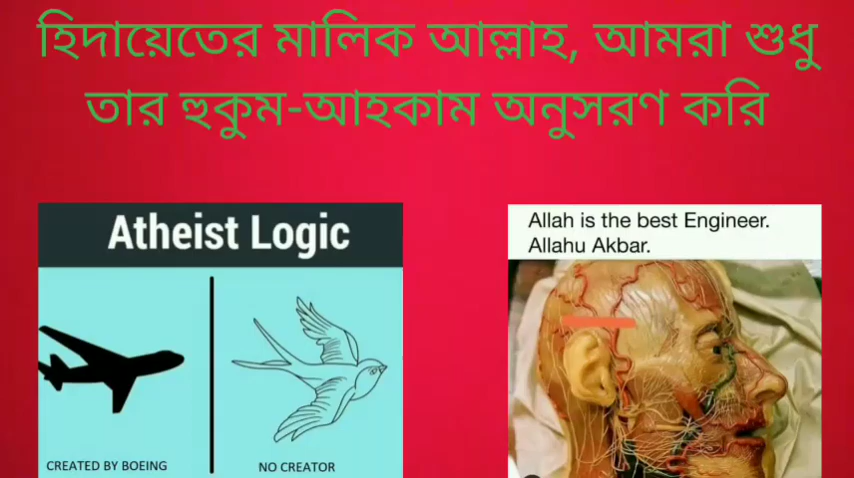 হিদায়েতের মালিক আল্লাহ, আমরা শুধু
তার হুকুম-আহকাম অনুসরণ করি
Atheist Logic
CREATED BY BOEING
NO CREATOR
Allah is the best Engineer.
Allahu Akbar.